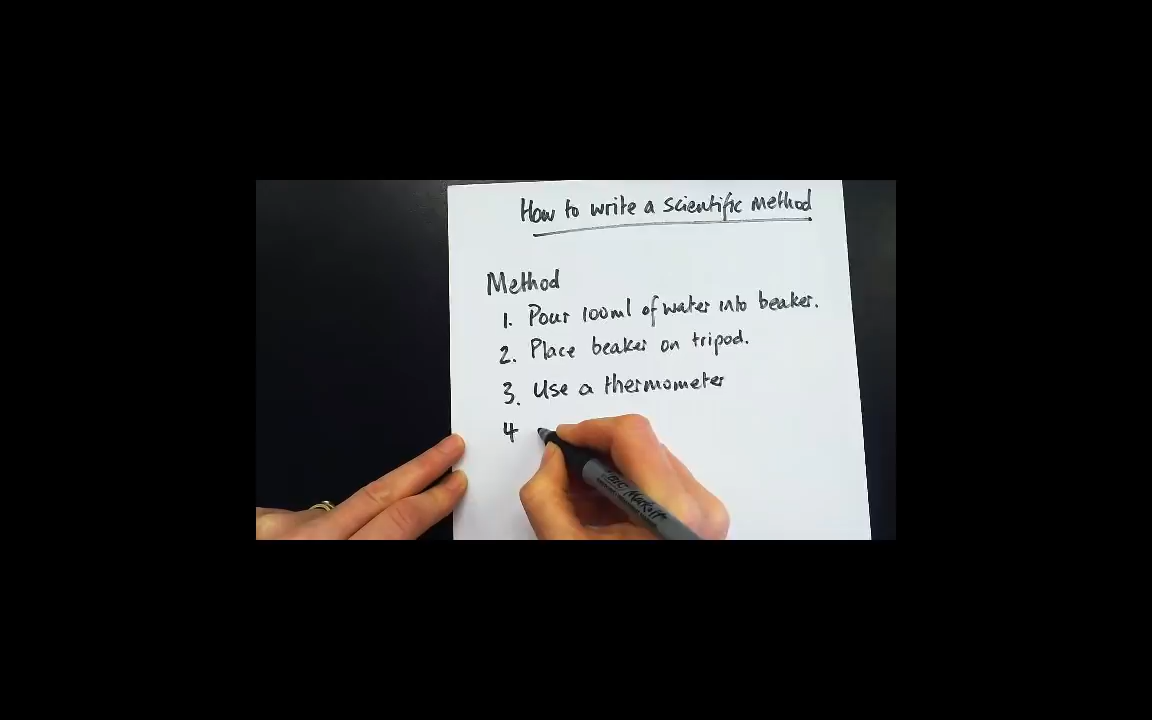 How to write a scientific method
Method
1. Pour 100ml of water into beaker.
2. Place beaker on tripod.
3. Use a thermometer
4